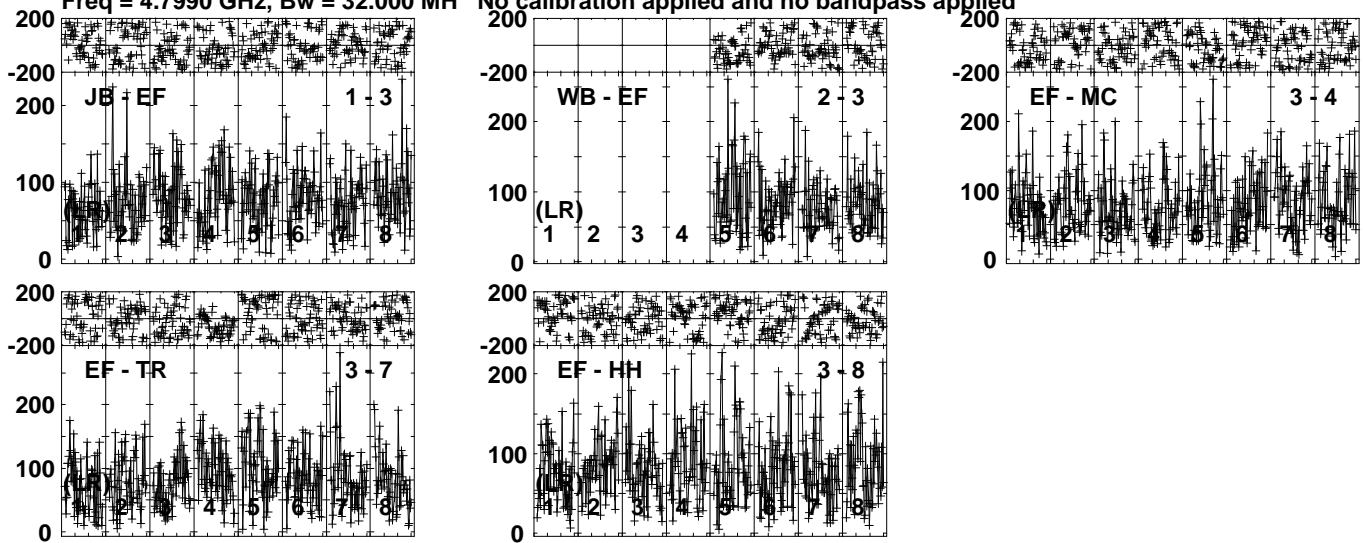 Freq = 4.7990 GHz, Bw = 32.000 MH No calibration applied and no bandpass applied
200
-200
JB - EF 1 - 3
200
100
0
(LR)
1 2 3 4 5 6 7 8
200
-200
WB - EF 2 - 3
200
100
0
(LR)
1 2 3 4 5 6 7 8
200
-200
EF - MC 3 - 4
200
100
0
(LR)
1 2 3 4 5 6 7 8
200
-200
EF - TR 3 - 7
200
100
0
(LR)
1 2 3 4 5 6 7 8
200
-200
EF - HH 3 - 8
200
100
0
(LR)
1 2 3 4 5 6 7 8